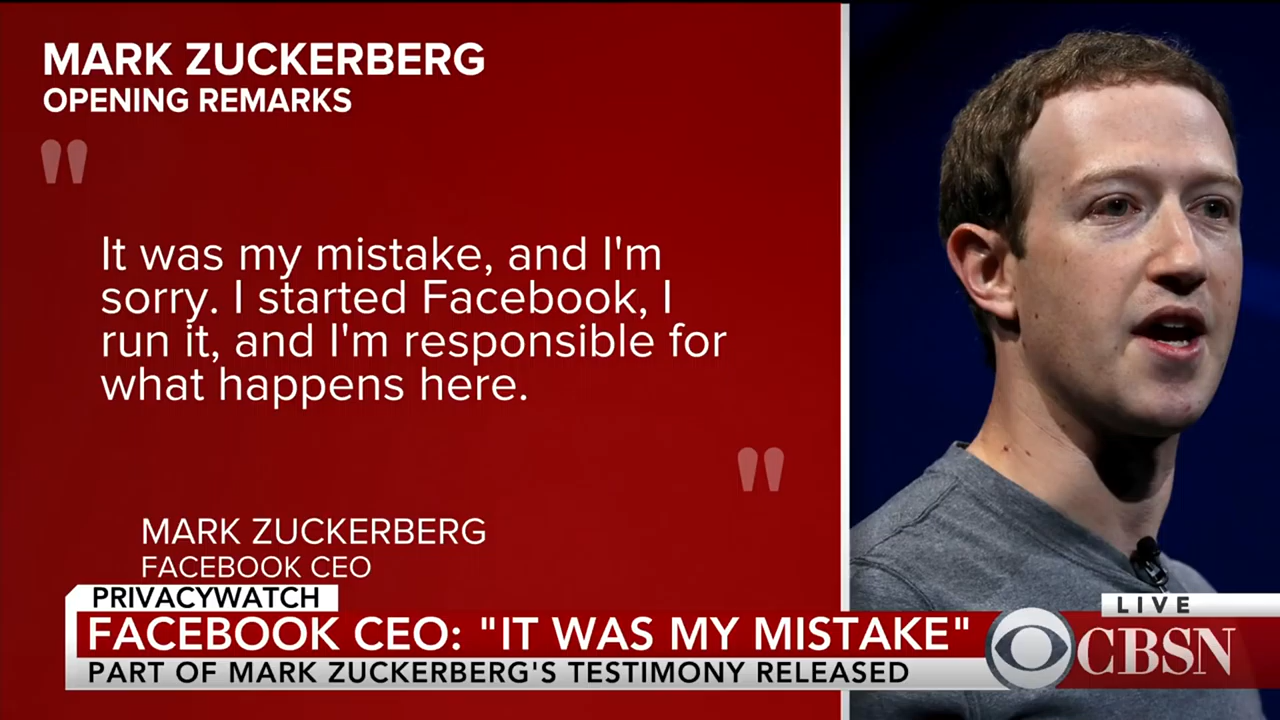 MARK ZUCKERBERG
OPENING REMARKS
"
It was my mistake, and I'm
sorry. I started Facebook, I
run it, and I'm responsible for
what happens here.
"
MARK ZUCKERBERG
FACEBOOK CEO
PRIVACYWATCH
FACEBOOK CEO: "IT WAS MY MISTAKE"
PART OF MARK ZUCKERBERG'S TESTIMONY RELEASED
LIVE
CBSN